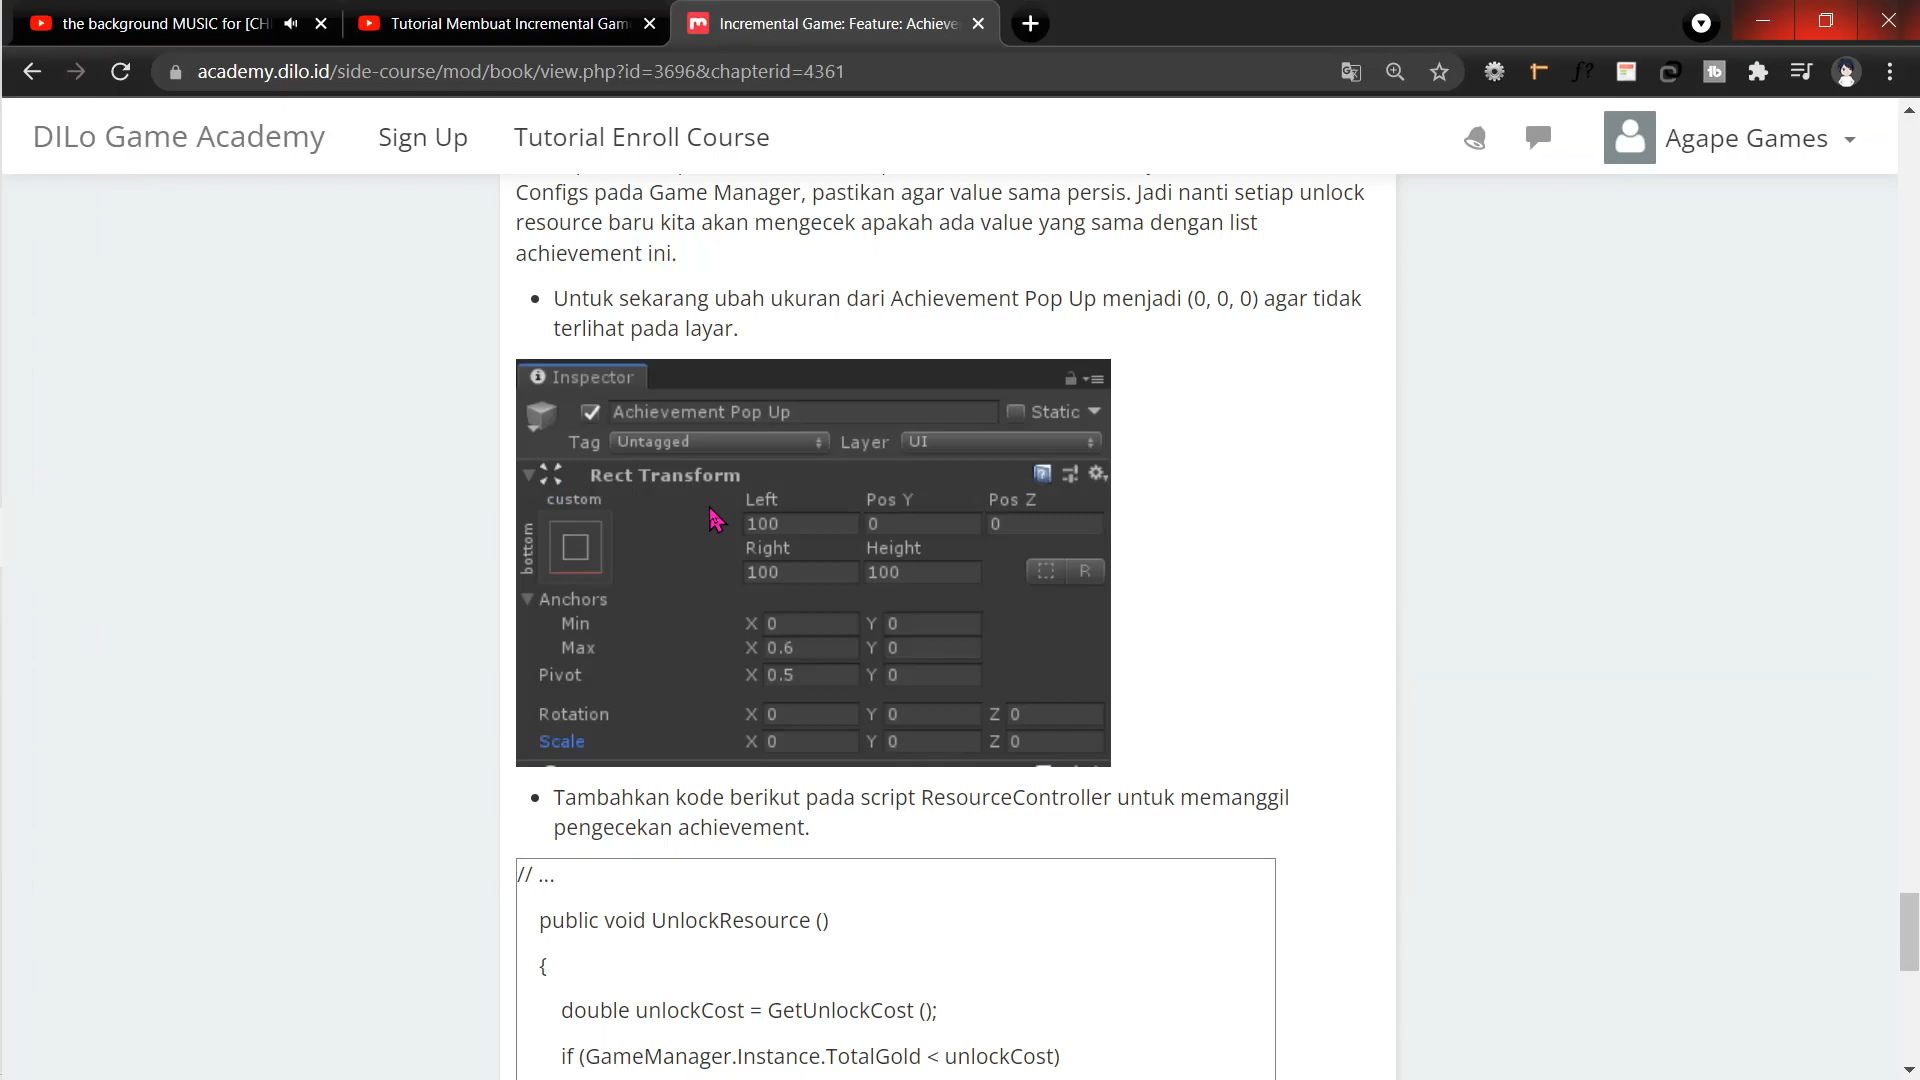 the background MUSIC for [CH
Tutorial Membuat Incremental Gam
Incremental Game: Feature: Achieve
academy.dilo.id/side-course/mod/book/view.php?id=3696&chapterid=4361
DILo Game Academy
Sign Up
Tutorial Enroll Course
Agape Games
Configs pada Game Manager, pastikan agar value sama persis. Jadi nanti setiap unlock
resource baru kita akan mengecek apakah ada value yang sama dengan list
achievement ini.
• Untuk sekarang ubah ukuran dari Achievement Pop Up menjadi (0, 0, 0) agar tidak
terlihat pada layar.
Inspector
Achievement Pop Up
Static
Tag Untagged Layer UI
Rect Transform
custom Left Pos Y Pos Z
bottom 100 0 0
Right Height
100 100 R
Anchors
Min X 0 Y 0
Max X 0.6 Y 0
Pivot X 0.5 Y 0
Rotation X 0 Y 0 Z 0
Scale X 0 Y 0 Z 0
• Tambahkan kode berikut pada script ResourceController untuk memanggil
pengecekan achievement.
// ...
public void UnlockResource ()
{
double unlockCost = GetUnlockCost ();
if (GameManager.Instance.TotalGold < unlockCost)